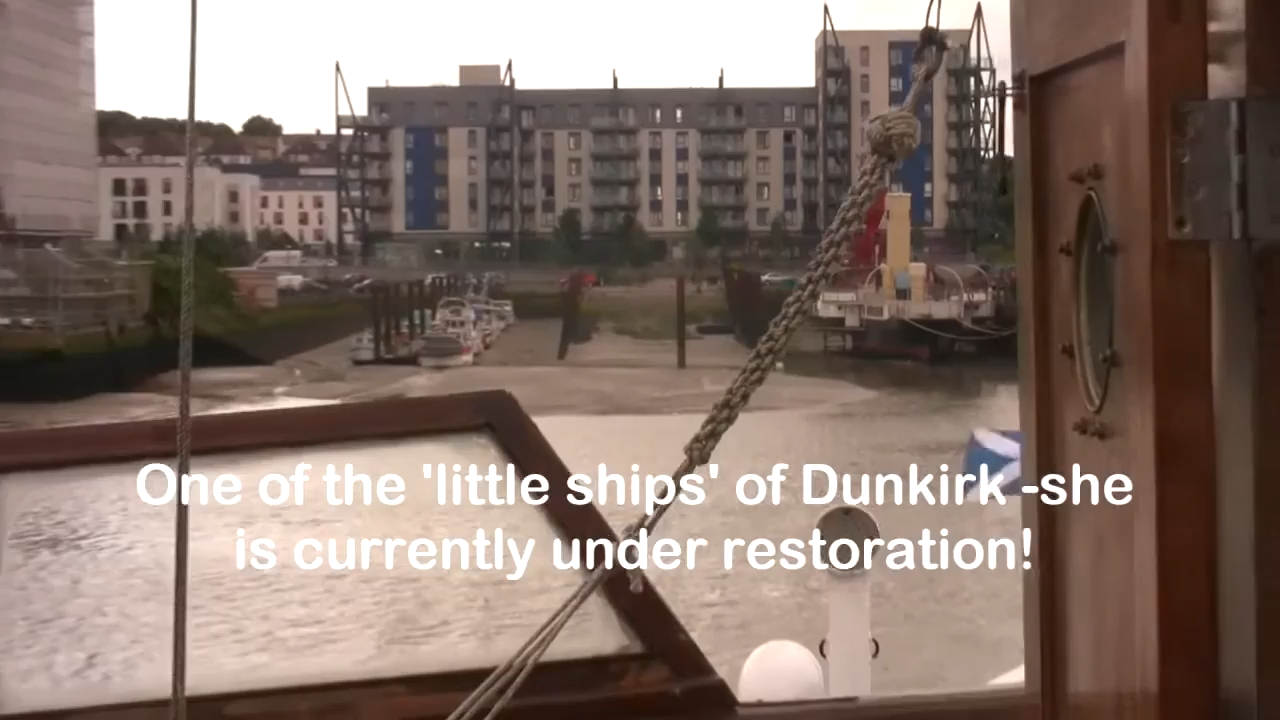 One of the 'little ships' of Dunkirk -she
is currently under restoration!